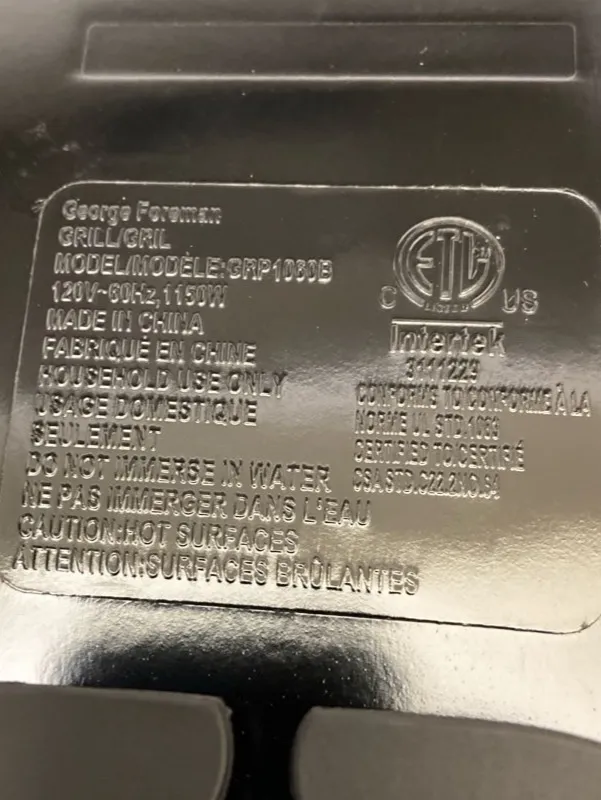 George Foreman
GRILL/GRIL
MODEL/MODÈLE:GRP1060B
120V~60Hz,1150W
MADE IN CHINA
FABRIQUÉ EN CHINE
HOUSEHOLD USE ONLY
USAGE DOMESTIQUE
SEULEMENT
DO NOT IMMERSE IN WATER
NE PAS IMMERGER DANS L'EAU
CAUTION:HOT SURFACES
ATTENTION:SURFACES BRÛLANTES
ETL
LISTED
C US
Intertek
3111223
CONFORMS TO/CONFORME À LA
NORME UL STD.1083
CERTIFIED TO/CERTIFIÉ
CSA STD.C22.2.NO.64